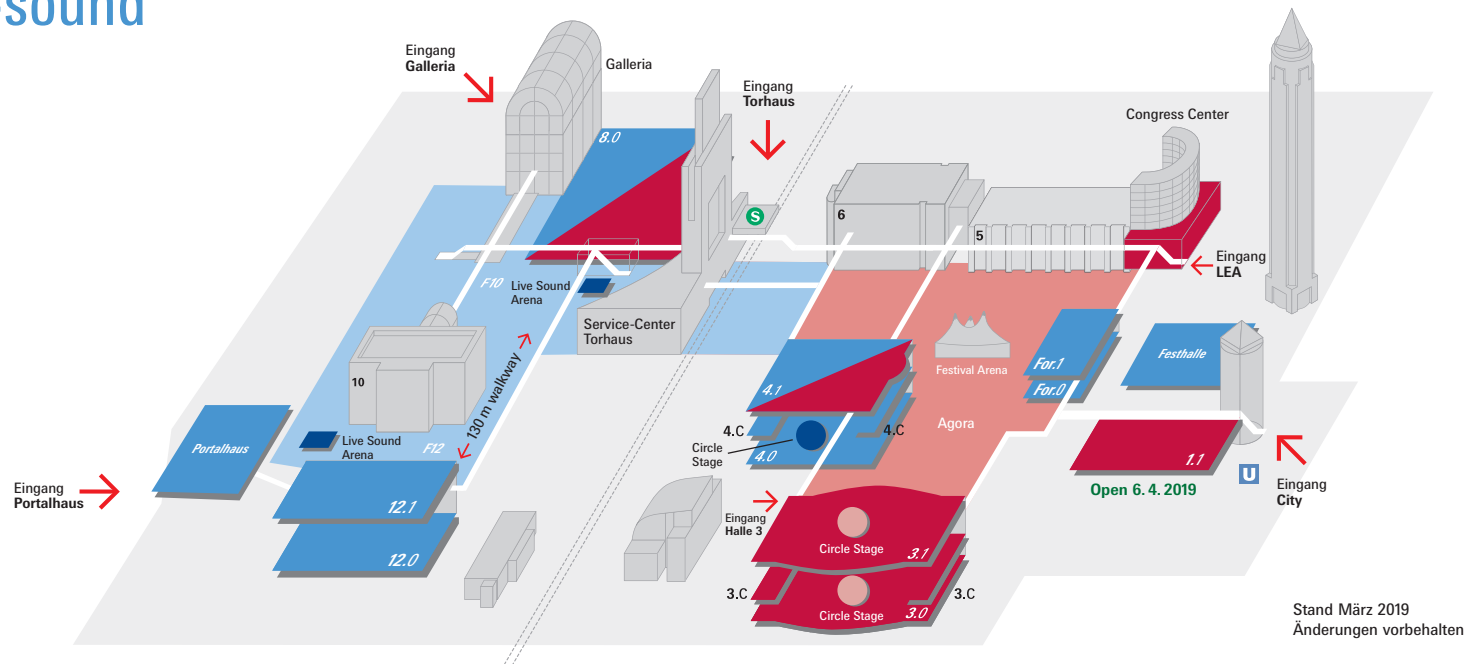 sound
Eingang
Galleria
Galleria
Eingang
Torhaus
Congress Center
8.0
S
6
5
Eingang
LEA
F10
Live Sound
Arena
Service-Center
Torhaus
10
130 m walkway
Festival Arena
For.1
For.0
Festhalle
4.1
4.C
4.C
4.0
Circle
Stage
Agora
Portalhaus
Live Sound
Arena
F12
1.1
Open 6. 4. 2019
U
Eingang
City
Eingang
Portalhaus
12.1
12.0
Eingang
Halle 3
Circle Stage
3.1
3.C
3.C
Circle Stage
3.0
Stand März 2019
Änderungen vorbehalten